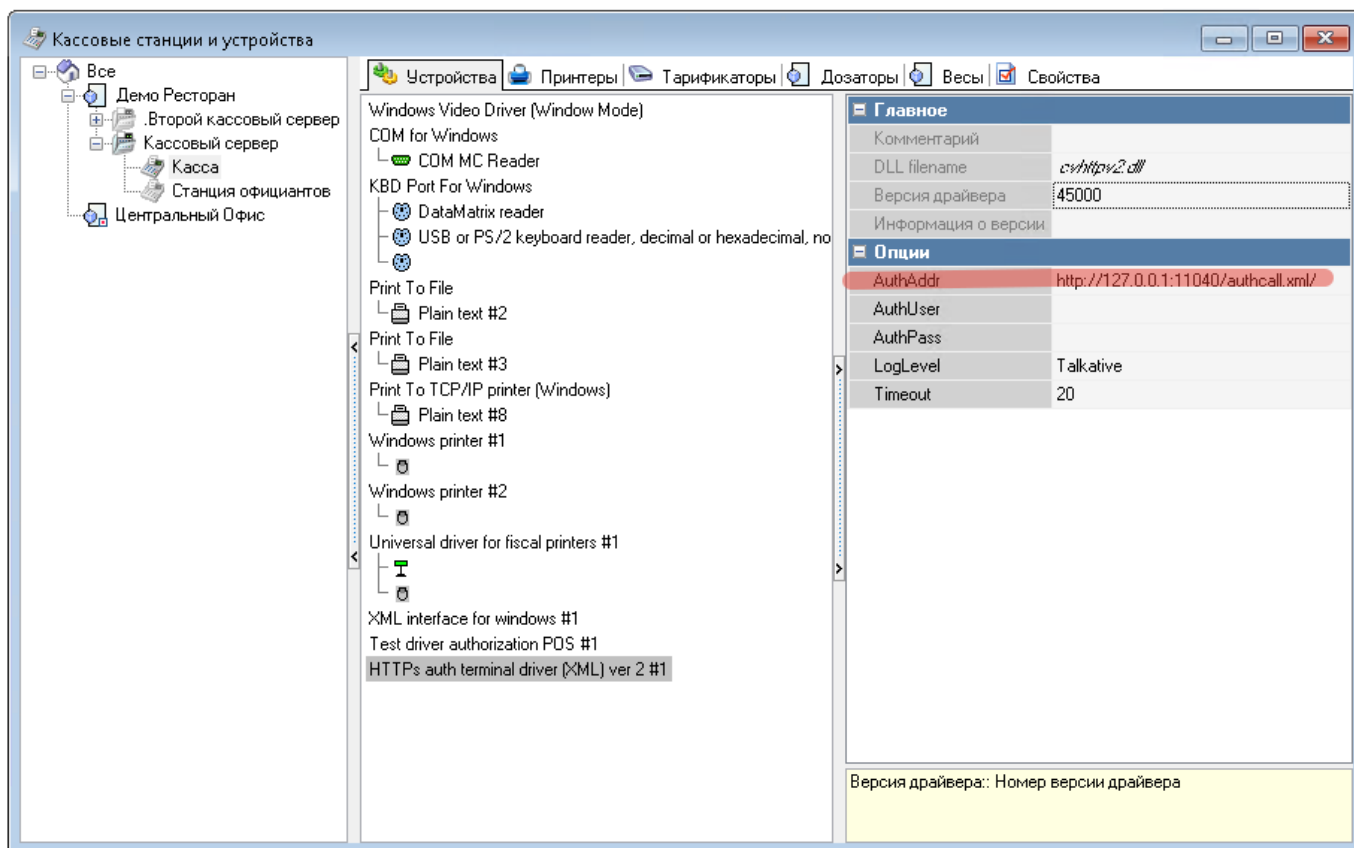 Кассовые станции и устройства
Все
Демо Ресторан
.Второй кассовый сервер
Кассовый сервер
Касса
Станция официантов
Центральный Офис
Устройства Принтеры Тарификаторы Дозаторы Весы Свойства
Windows Video Driver (Window Mode)
COM for Windows
COM MC Reader
KBD Port For Windows
DataMatrix reader
USB or PS/2 keyboard reader, decimal or hexadecimal, no
Print To File
Plain text #2
Print To File
Plain text #3
Print To TCP/IP printer (Windows)
Plain text #8
Windows printer #1
Windows printer #2
Universal driver for fiscal printers #1
XML interface for windows #1
Test driver authorization POS #1
HTTPs auth terminal driver (XML) ver 2 #1
Главное
Комментарий
DLL filename cvhttpv2.dll
Версия драйвера 45000
Информация о версии
Опции
AuthAddr http://127.0.0.1:11040/authcall.xml/
AuthUser
AuthPass
LogLevel Talkative
Timeout 20
Версия драйвера:: Номер версии драйвера